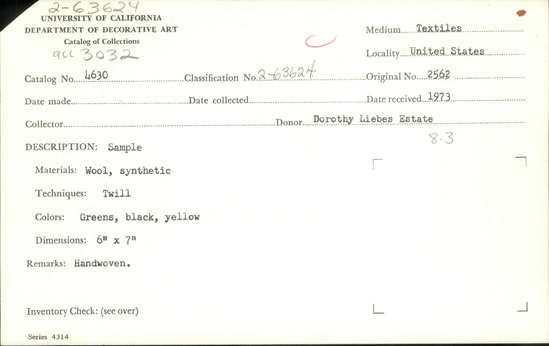 2-63624
UNIVERSITY OF CALIFORNIA
DEPARTMENT OF DECORATIVE ART
Catalog of Collections
acc 3032
Medium Textiles
Locality United States
Catalog No. 4630 Classification No. 2-63624 Original No. 2562
Date made Date collected Date received 1973
Collector Donor Dorothy Liebes Estate
8.3
DESCRIPTION: Sample
Materials: Wool, synthetic
Techniques: Twill
Colors: Greens, black, yellow
Dimensions: 6" x 7"
Remarks: Handwoven.
Inventory Check: (see over)
Series 4314